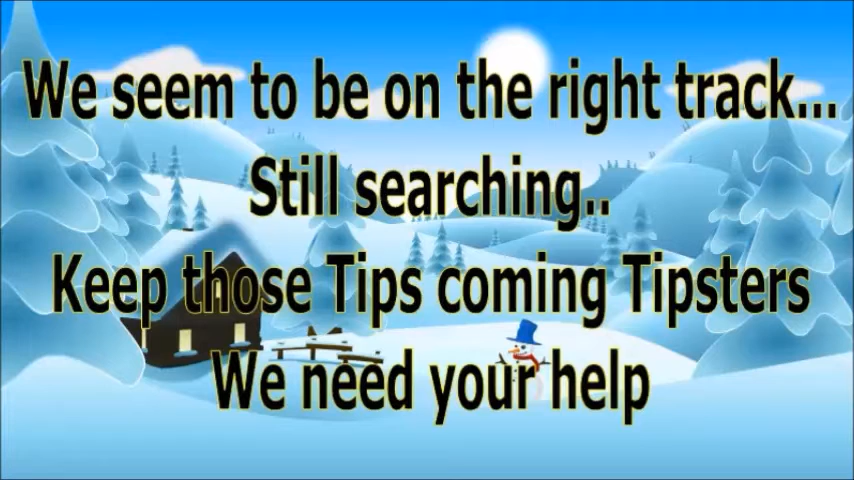 We seem to be on the right track...
Still searching..
Keep those Tips coming Tipsters
We need your help